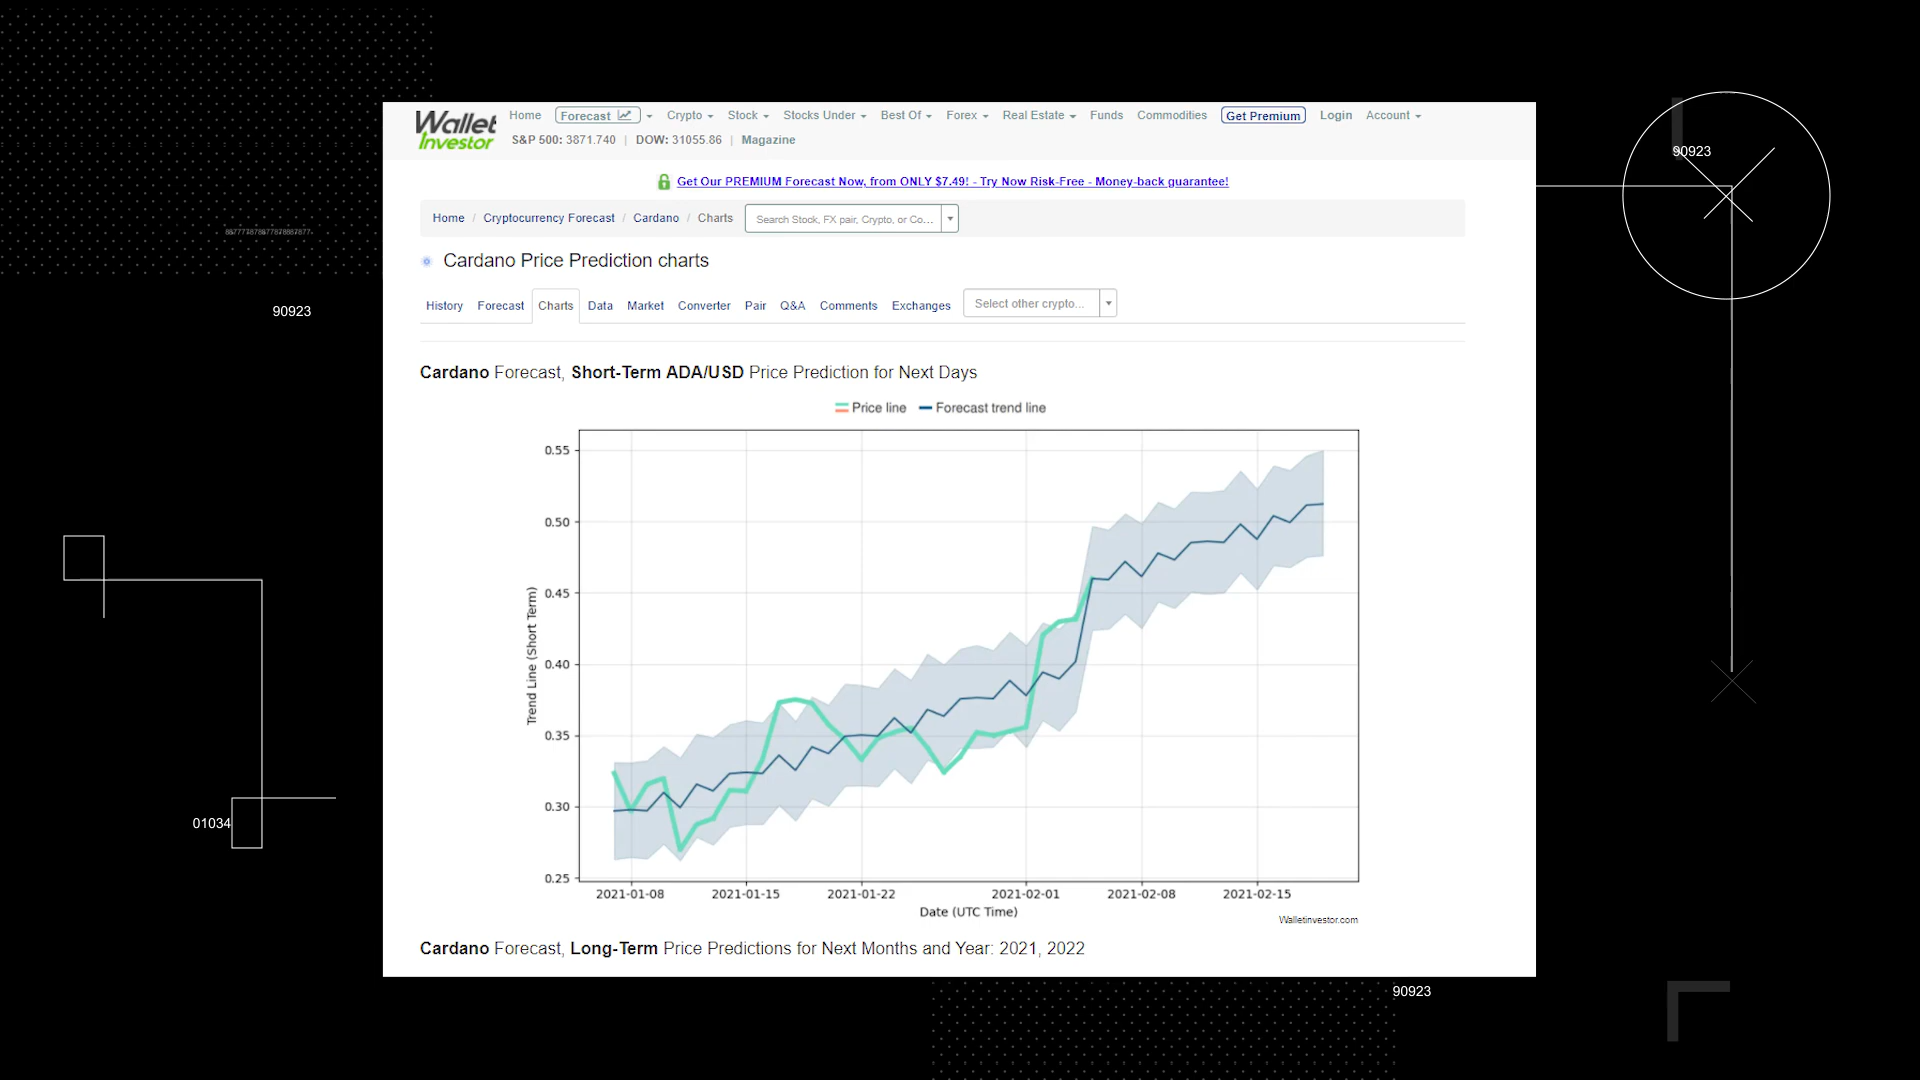 Wallet Investor
Home Forecast Crypto Stock Stocks Under Best Of Forex Real Estate Funds Commodities Get Premium Login Account
S&P 500: 3871.740 | DOW: 31055.86 | Magazine
90923
Get Our PREMIUM Forecast Now, from ONLY $7.49! - Try Now Risk-Free - Money-back guarantee!
Home / Cryptocurrency Forecast / Cardano / Charts Search Stock, FX pair, Crypto, or Co...
Cardano Price Prediction charts
History Forecast Charts Data Market Converter Pair Q&A Comments Exchanges Select other crypto...
90923
Cardano Forecast, Short-Term ADA/USD Price Prediction for Next Days
Price line Forecast trend line
Trend Line (Short Term)
0.55
0.50
0.45
0.40
0.35
0.30
0.25
01034
2021-01-08 2021-01-15 2021-01-22 2021-02-01 2021-02-08 2021-02-15
Date (UTC Time)
Walletinvestor.com
Cardano Forecast, Long-Term Price Predictions for Next Months and Year: 2021, 2022
90923